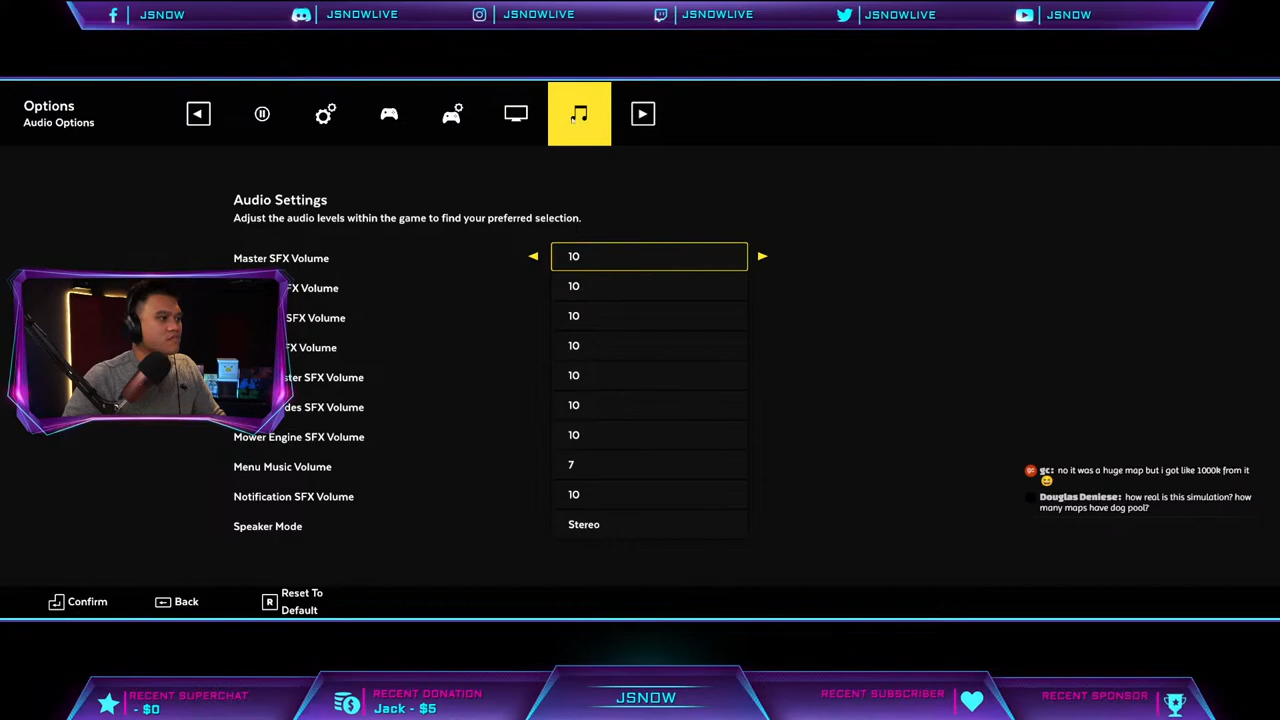 JSNOW
JSNOWLIVE
JSNOWLIVE
JSNOWLIVE
JSNOWLIVE
JSNOW
Options
Audio Options
Audio Settings
Adjust the audio levels within the game to find your preferred selection.
Master SFX Volume
10
FX Volume
10
SFX Volume
10
FX Volume
10
ter SFX Volume
10
des SFX Volume
10
Mower Engine SFX Volume
10
Menu Music Volume
7
Notification SFX Volume
10
Speaker Mode
Stereo
gc: no it was a huge map but i got like 1000k from it
Douglas Deniese: how real is this simulation? how
many maps have dog pool?
Confirm
Back
R
Reset To
Default
RECENT SUPERCHAT
- $0
RECENT DONATION
Jack - $5
JSNOW
RECENT SUBSCRIBER
RECENT SPONSOR